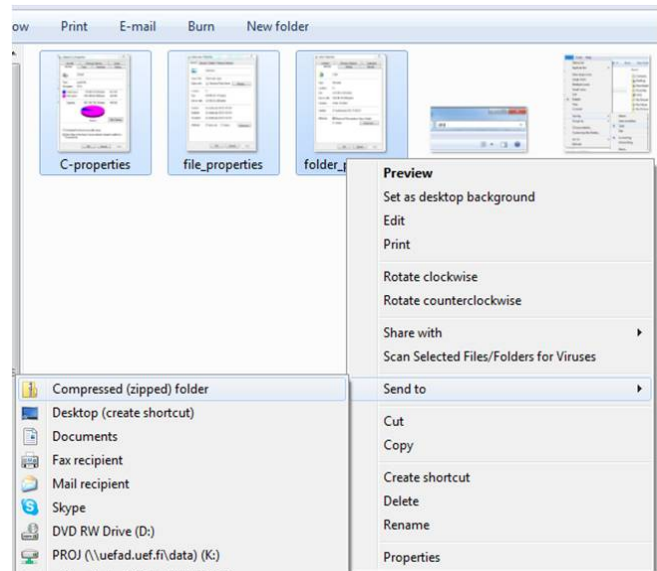 ow Print E-mail Burn New folder
C-properties file_properties folder_p
Preview
Set as desktop background
Edit
Print
Rotate clockwise
Rotate counterclockwise
Share with
Scan Selected Files/Folders for Viruses
Send to
Cut
Copy
Create shortcut
Delete
Rename
Properties
Compressed (zipped) folder
Desktop (create shortcut)
Documents
Fax recipient
Mail recipient
Skype
DVD RW Drive (D:)
PROJ (\\uefad.uef.fi\data) (K:)